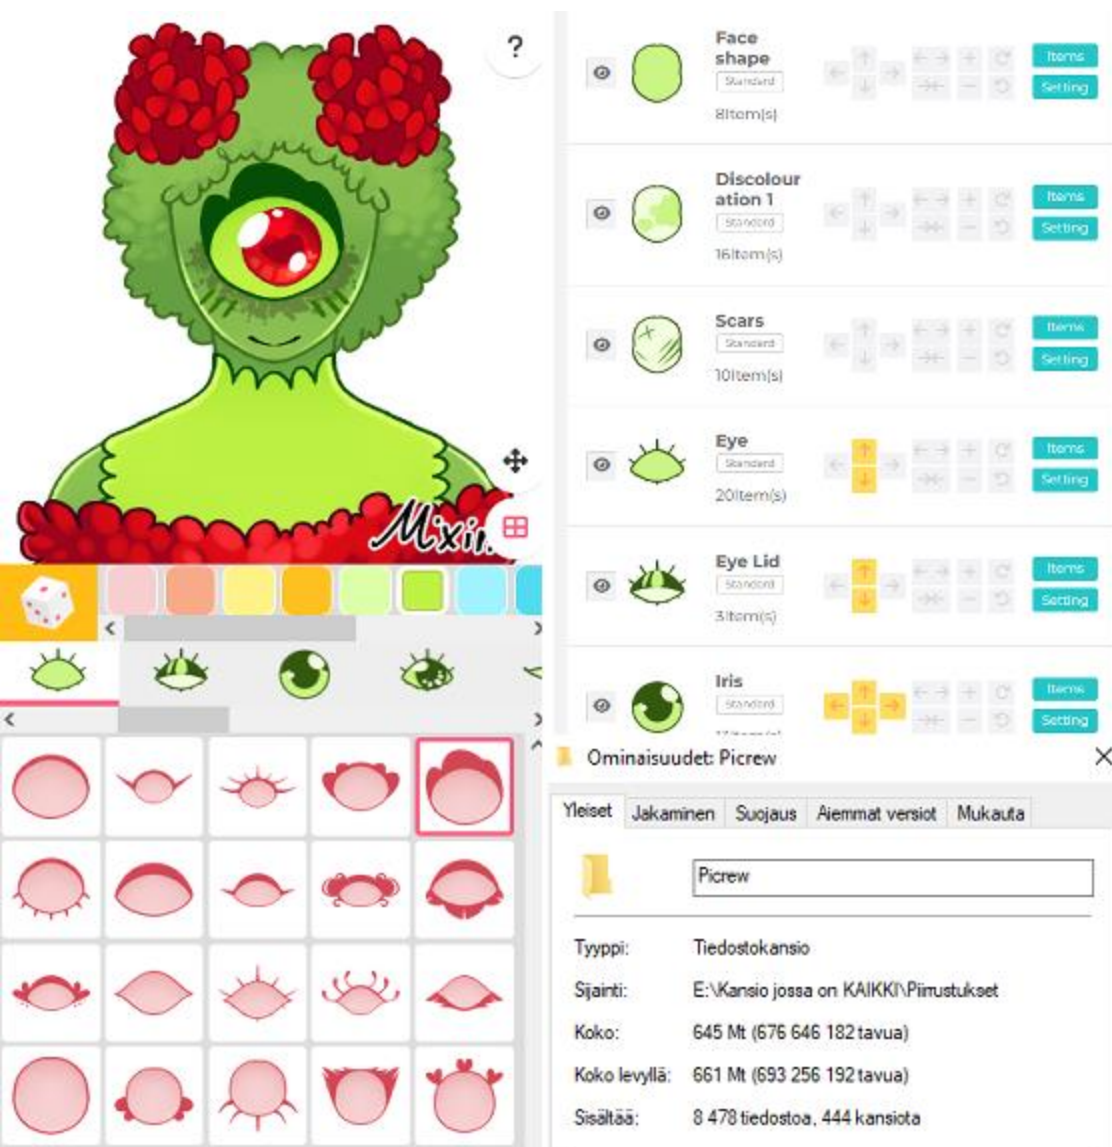 ?
Mixin
Face
shape
Standard
8Item(s)
Items
Setting
Discolour
ation 1
Standard
16Item(s)
Items
Setting
Scars
Standard
10Item(s)
Items
Setting
Eye
Standard
20Item(s)
Items
Setting
Eye Lid
Standard
3Item(s)
Items
Setting
Iris
Standard
Items
Setting
Ominaisuudet: Picrew
Yleiset Jakaminen Suojaus Aiemmat versiot Mukauta
Picrew
Tyyppi: Tiedostokansio
Sijainti: E:\Kansio jossa on KAIKKI\Piirrustukset
Koko: 645 Mt (676 646 182 tavua)
Koko levyllä: 661 Mt (693 256 192 tavua)
Sisältää: 8 478 tiedostoa, 444 kansiota